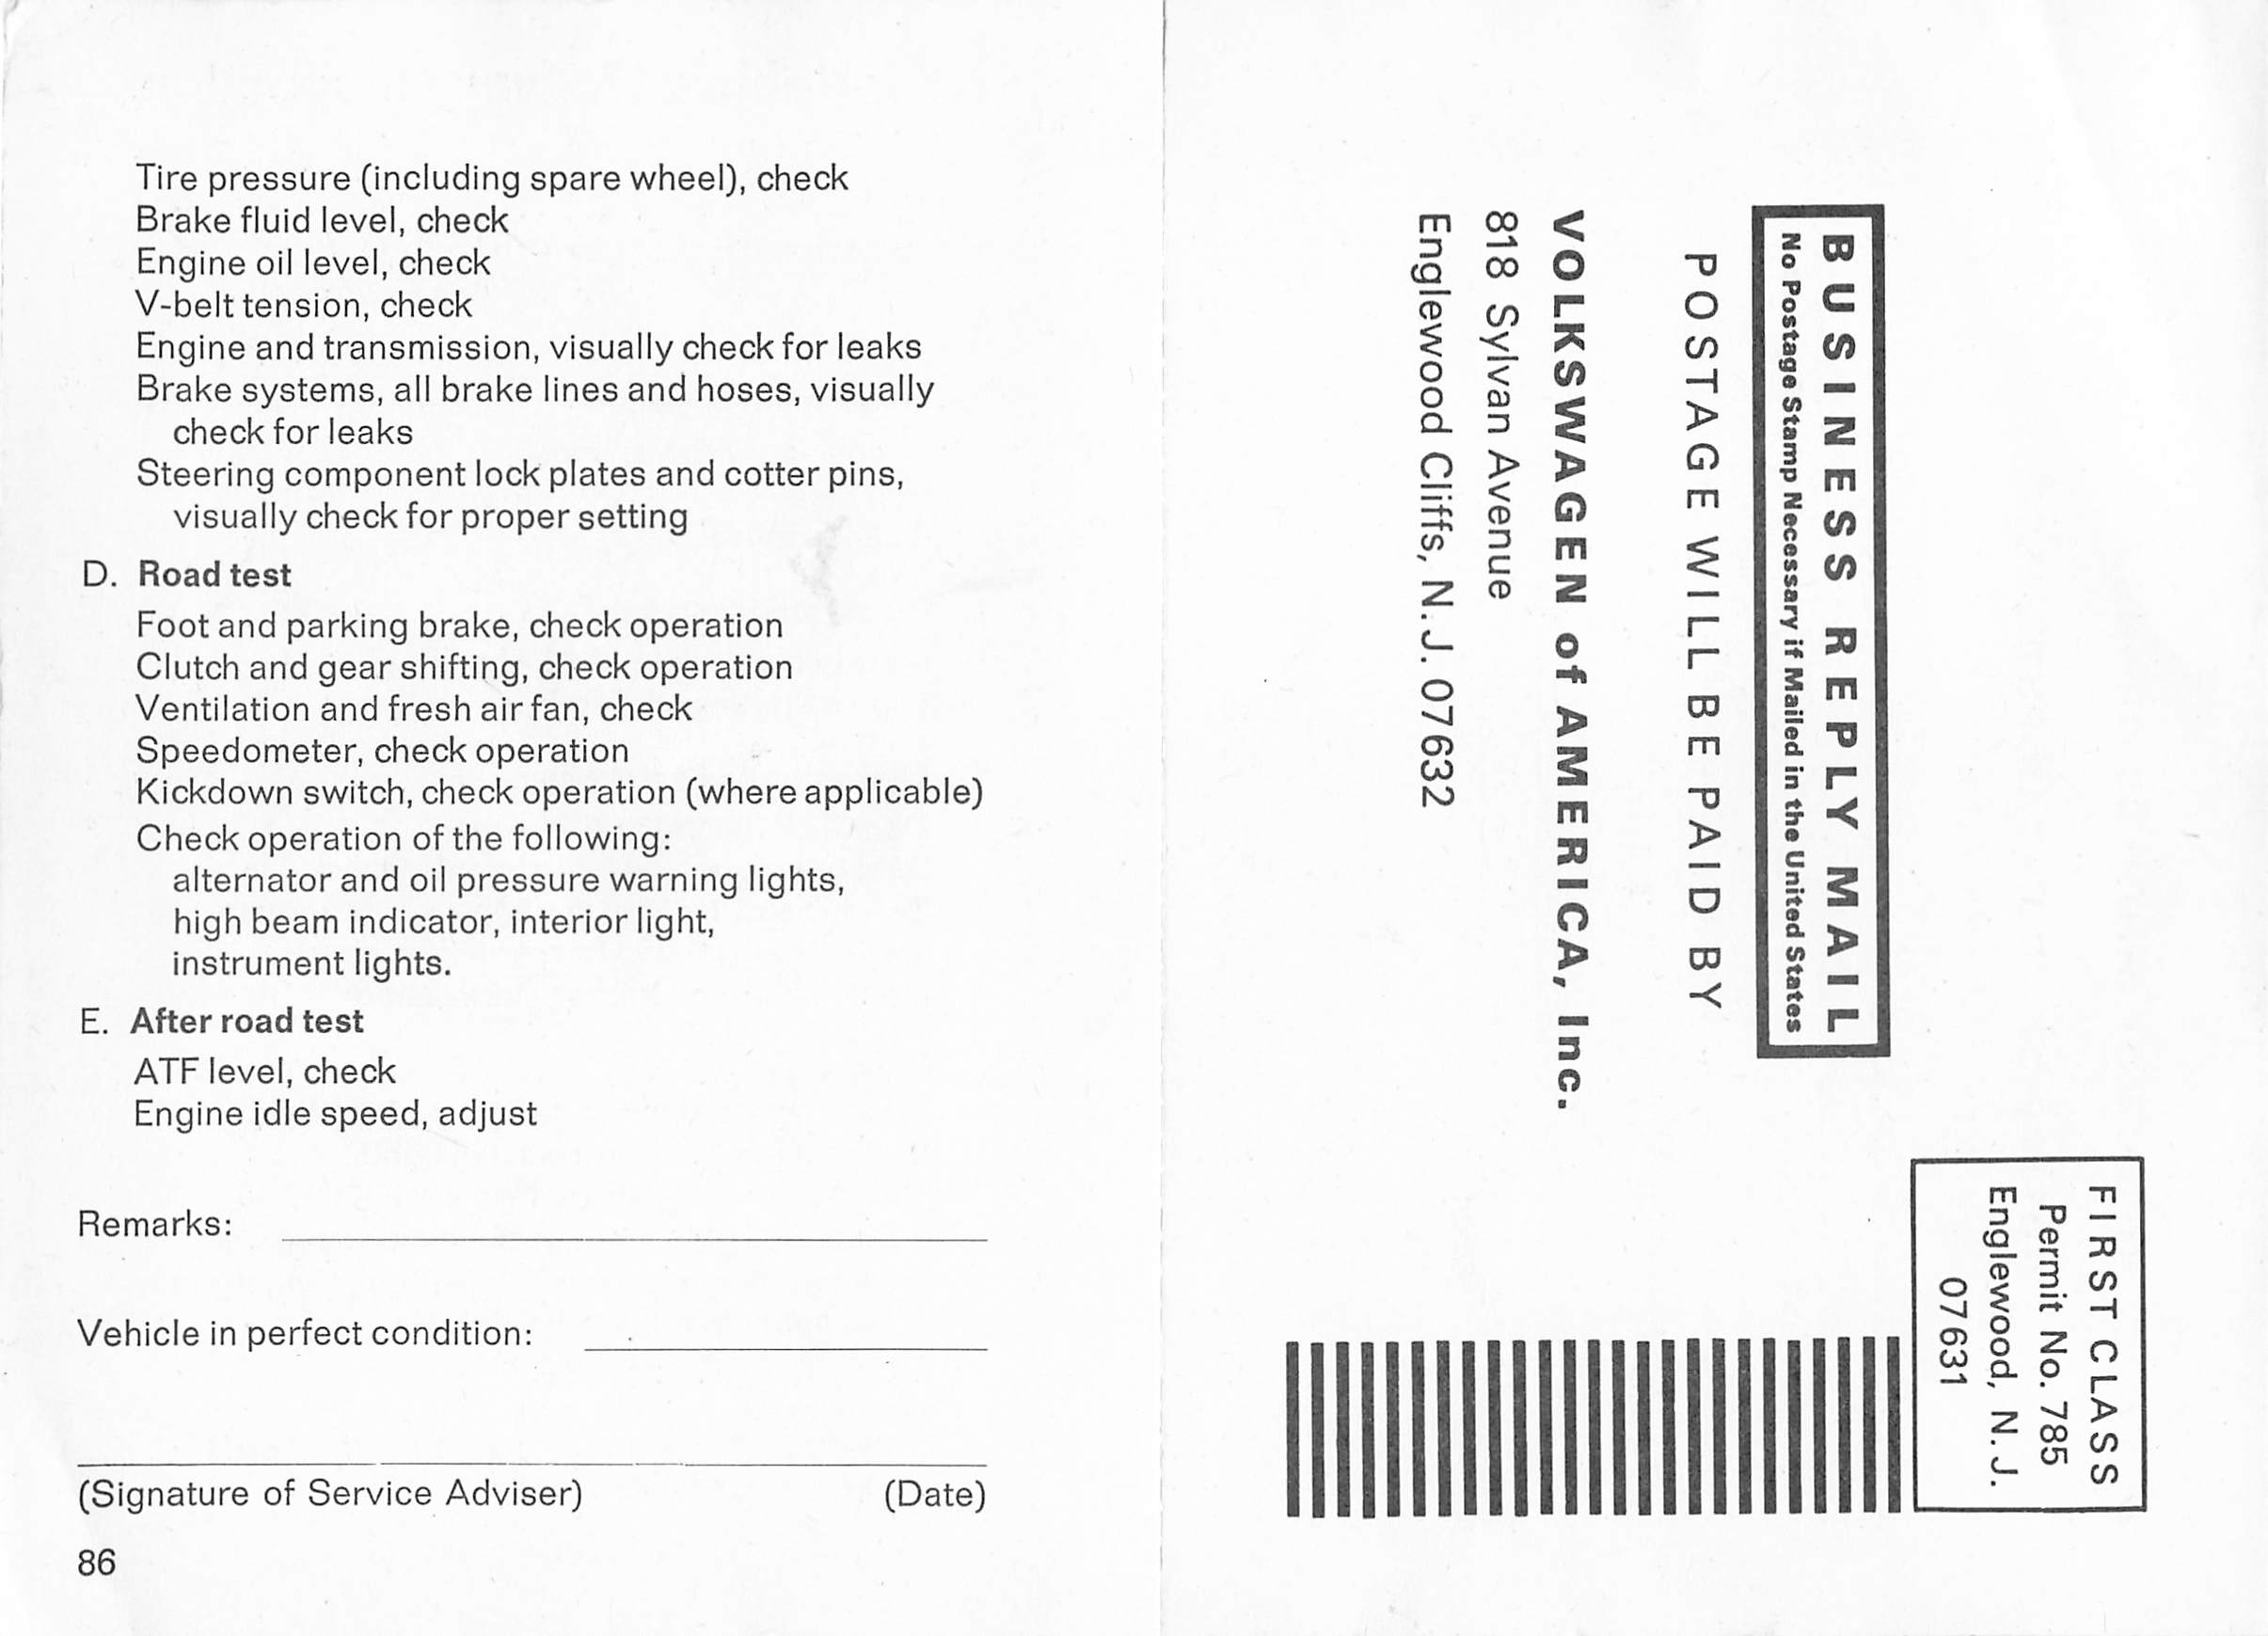 Tire pressure (including spare wheel), check
Brake fluid level, check
Engine oil level, check
V-belt tension, check
Engine and transmission, visually check for leaks
Brake systems, all brake lines and hoses, visually
check for leaks
Steering component lock plates and cotter pins,
visually check for proper setting
D. Road test
Foot and parking brake, check operation
Clutch and gear shifting, check operation
Ventilation and fresh air fan, check
Speedometer, check operation
Kickdown switch, check operation (where applicable)
Check operation of the following:
alternator and oil pressure warning lights,
high beam indicator, interior light,
instrument lights.
E. After road test
ATF level, check
Engine idle speed, adjust
Remarks:
Vehicle in perfect condition:
(Signature of Service Adviser) (Date)
86
FIRST CLASS
Permit No. 785
Englewood, N. J.
07631
BUSINESS REPLY MAIL
No Postage Stamp Necessary if Mailed in the United States
POSTAGE WILL BE PAID BY
VOLKSWAGEN of AMERICA, Inc.
818 Sylvan Avenue
Englewood Cliffs, N. J. 07632